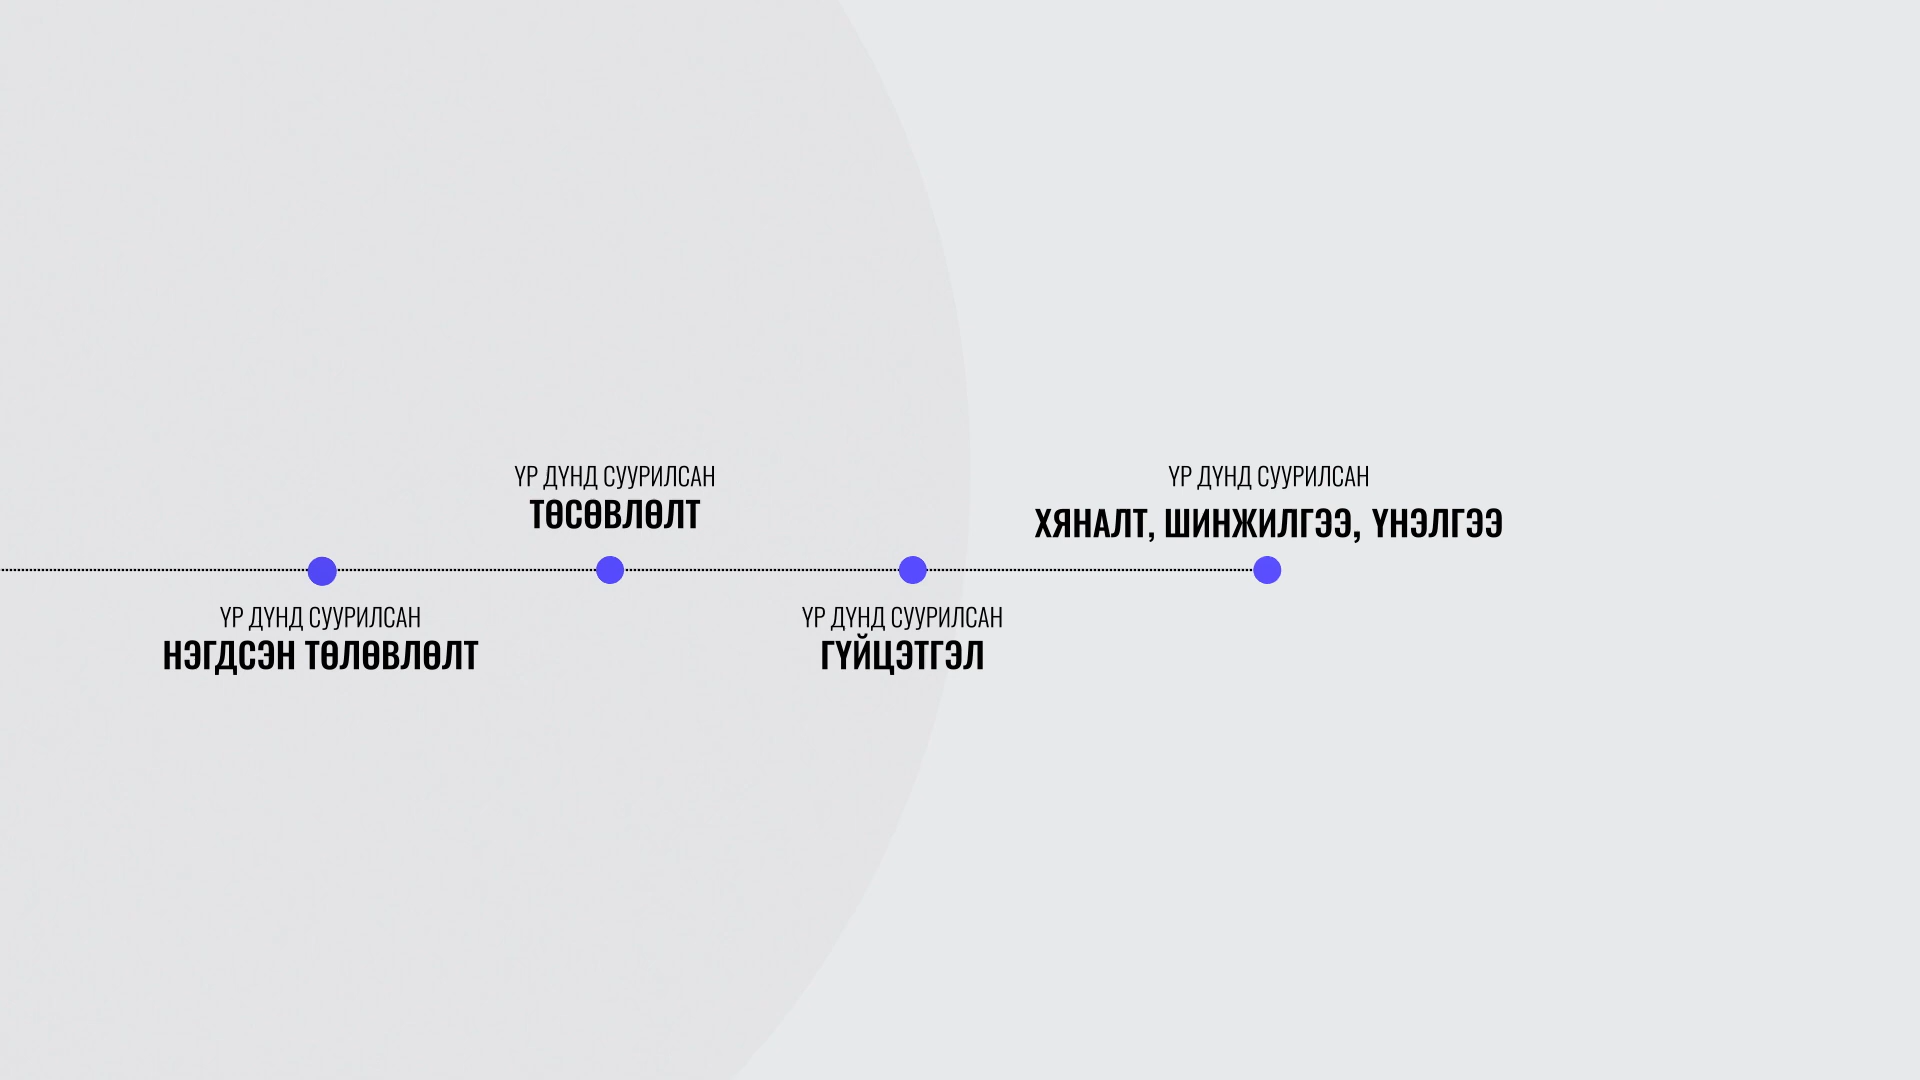 ҮР ДҮНД СУУРИЛСАН
НЭГДСЭН ТӨЛӨВЛӨЛТ
ҮР ДҮНД СУУРИЛСАН
ТӨСӨВЛӨЛТ
ҮР ДҮНД СУУРИЛСАН
ГҮЙЦЭТГЭЛ
ҮР ДҮНД СУУРИЛСАН
ХЯНАЛТ, ШИНЖИЛГЭЭ, ҮНЭЛГЭЭ